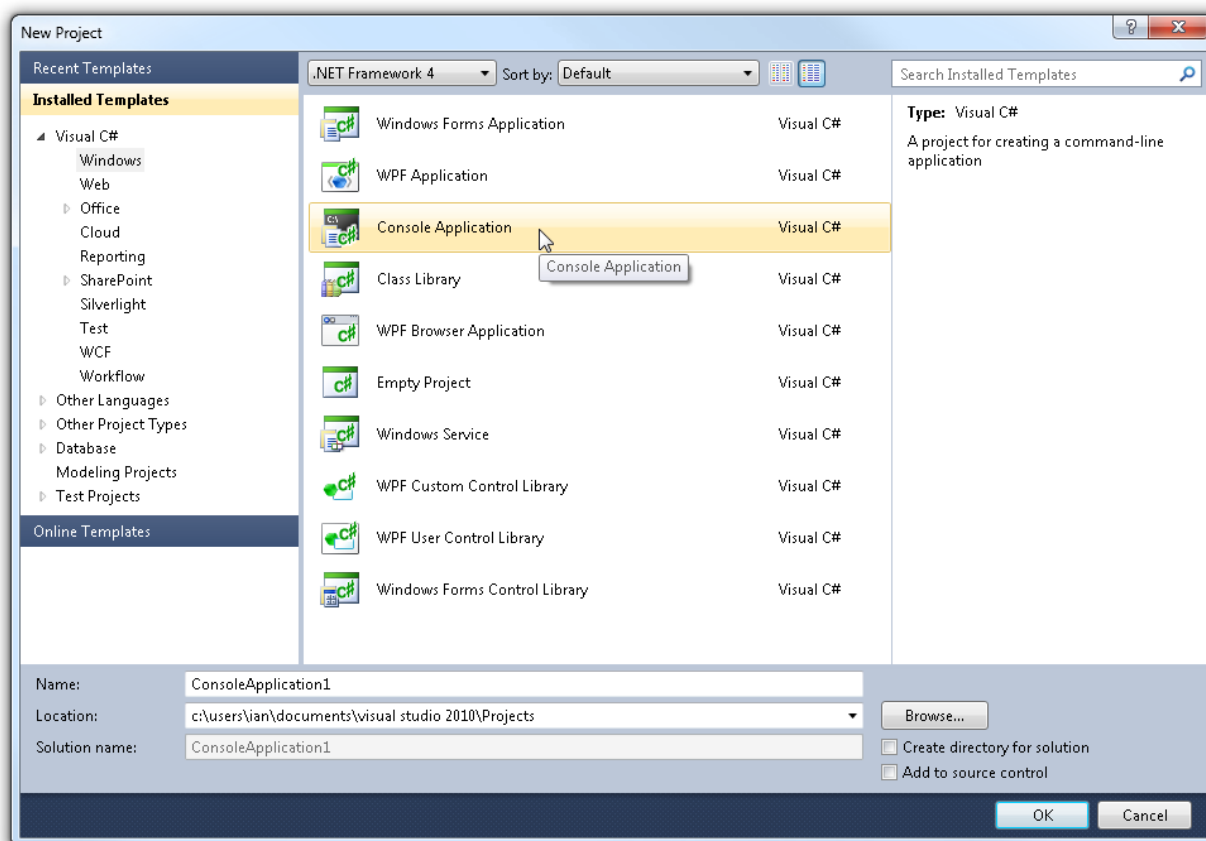 New Project
Recent Templates
Installed Templates
Visual C#
Windows
Web
Office
Cloud
Reporting
SharePoint
Silverlight
Test
WCF
Workflow
Other Languages
Other Project Types
Database
Modeling Projects
Test Projects
Online Templates
.NET Framework 4 Sort by: Default
Windows Forms Application Visual C#
WPF Application Visual C#
Console Application Visual C#
Console Application
Class Library Visual C#
WPF Browser Application Visual C#
Empty Project Visual C#
Windows Service Visual C#
WPF Custom Control Library Visual C#
WPF User Control Library Visual C#
Windows Forms Control Library Visual C#
Search Installed Templates
Type: Visual C#
A project for creating a command-line
application
Name: ConsoleApplication1
Location: c:\users\ian\documents\visual studio 2010\Projects Browse...
Solution name: ConsoleApplication1
Create directory for solution
Add to source control
OK Cancel